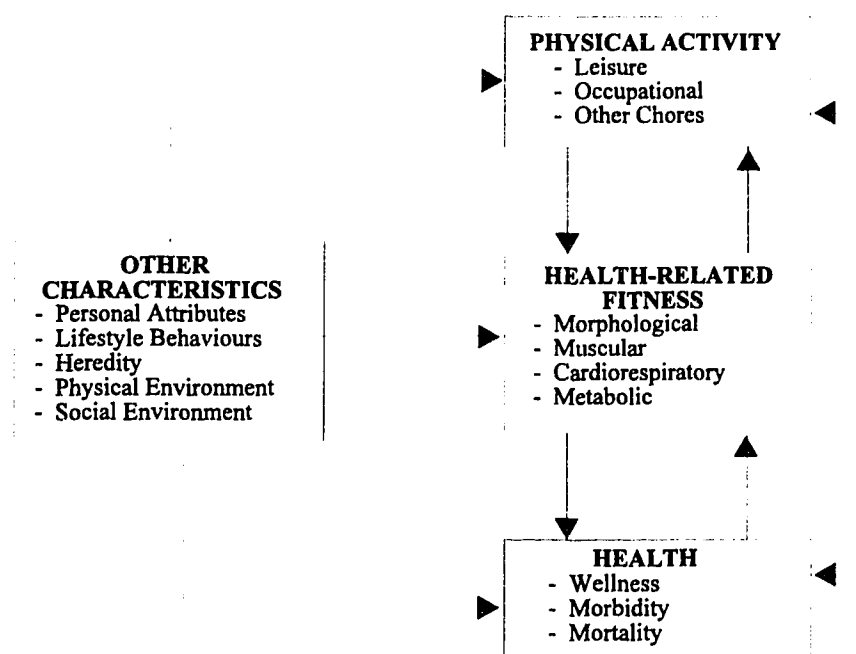 PHYSICAL ACTIVITY
- Leisure
- Occupational
- Other Chores
OTHER
CHARACTERISTICS
- Personal Attributes
- Lifestyle Behaviours
- Heredity
- Physical Environment
- Social Environment
HEALTH-RELATED
FITNESS
- Morphological
- Muscular
- Cardiorespiratory
- Metabolic
HEALTH
- Wellness
- Morbidity
- Mortality